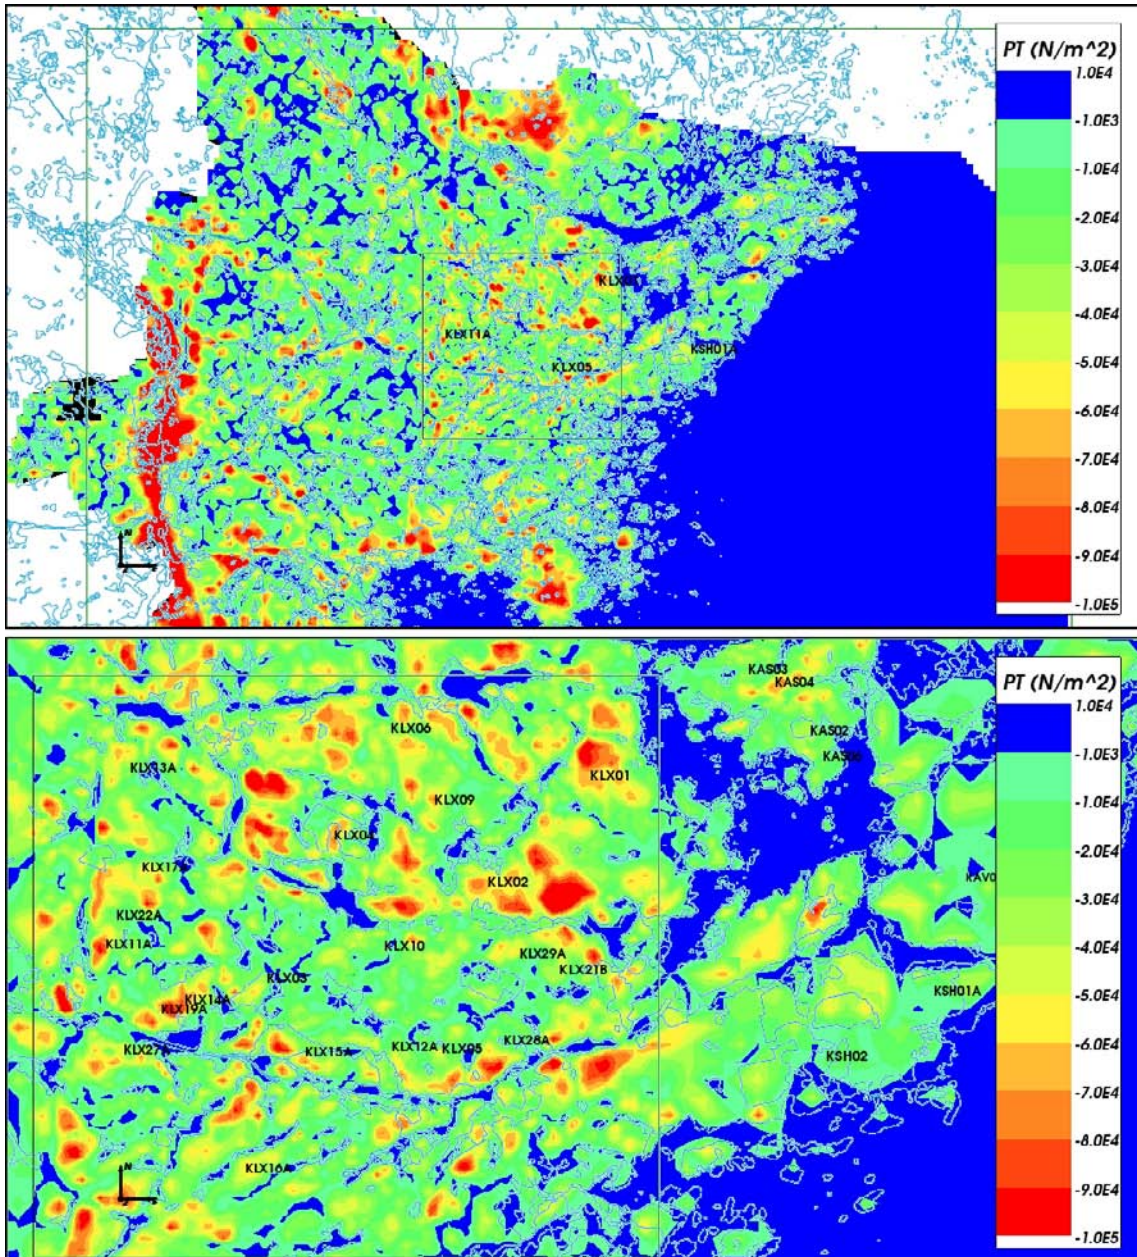 PT (N/m^2)
1.0E4
-1.0E3
-1.0E4
-2.0E4
-3.0E4
-4.0E4
-5.0E4
-6.0E4
-7.0E4
-8.0E4
-9.0E4
-1.0E5
KLX11A
KSH01A
KLX05
N
PT (N/m^2)
1.0E4
-1.0E3
-1.0E4
-2.0E4
-3.0E4
-4.0E4
-5.0E4
-6.0E4
-7.0E4
-8.0E4
-9.0E4
-1.0E5
KAS03
KAS04
KLX06
KAS02
KLX13A
KLX01
KLX09
KLX04
KLX17A
KLX02
KLX22A
KLX11A
KLX10
KLX29A
KLX21B
KSH01A
KLX14A
KLX19A
KLX27A
KLX15A
KLX12A
KLX05
KLX28A
KSH02
KLX16A
N